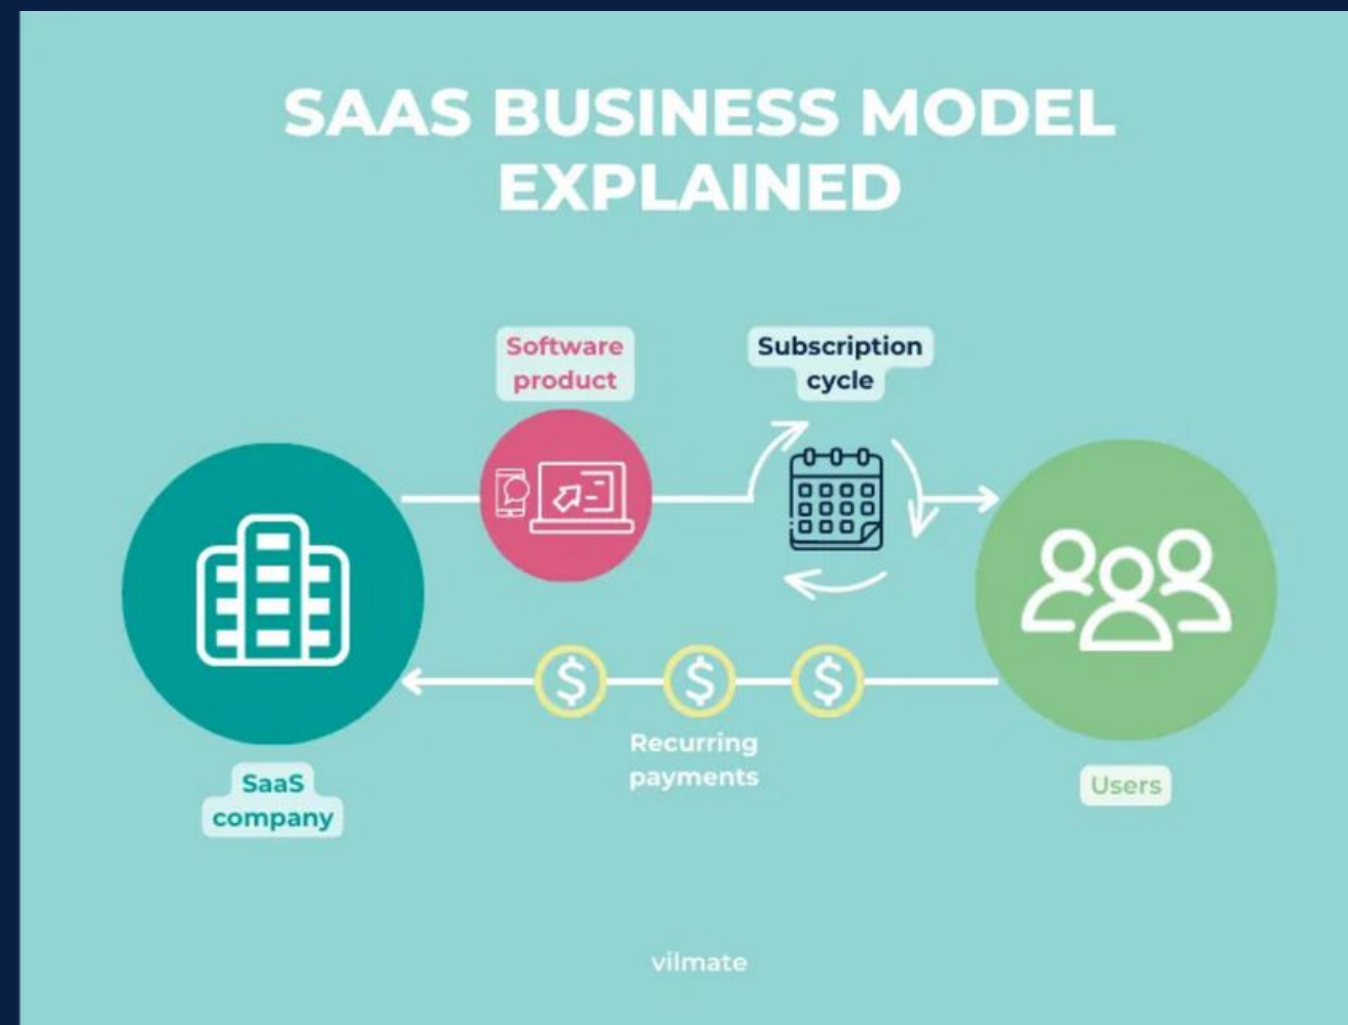 SAAS BUSINESS MODEL
EXPLAINED
Software
product
Subscription
cycle
$ $ $
Recurring
payments
SaaS
company
Users
vilmate